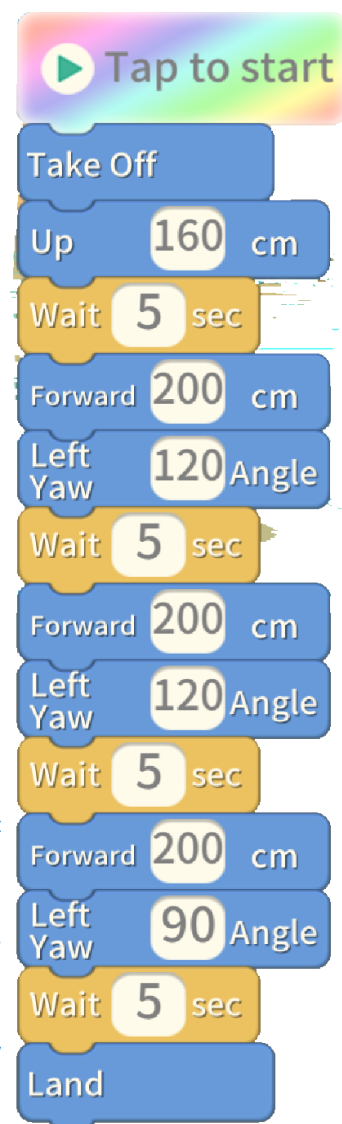 Tap to start
Take Off
Up 160 cm
Wait 5 sec
Forward 200 cm
Left Yaw 120 Angle
Wait 5 sec
Forward 200 cm
Left Yaw 120 Angle
Wait 5 sec
Forward 200 cm
Left Yaw 90 Angle
Wait 5 sec
Land